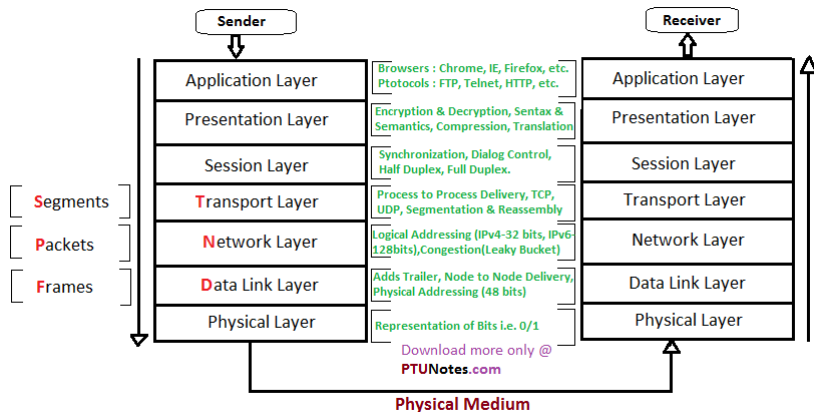 Sender
Receiver
Application Layer
Browsers : Chrome, IE, Firefox, etc.
Ptotocols : FTP, Telnet, HTTP, etc.
Application Layer
Presentation Layer
Encryption & Decryption, Sentax &
Semantics, Compression, Translation
Presentation Layer
Session Layer
Synchronization, Dialog Control,
Half Duplex, Full Duplex.
Session Layer
Segments
Transport Layer
Process to Process Delivery, TCP,
UDP, Segmentation & Reassembly
Transport Layer
Packets
Network Layer
Logical Addressing (IPv4-32 bits, IPv6-
128bits),Congestion(Leaky Bucket)
Network Layer
Frames
Data Link Layer
Adds Trailer, Node to Node Delivery,
Physical Addressing (48 bits)
Data Link Layer
Physical Layer
Representation of Bits i.e. 0/1
Physical Layer
Download more only @
PTUNotes.com
Physical Medium